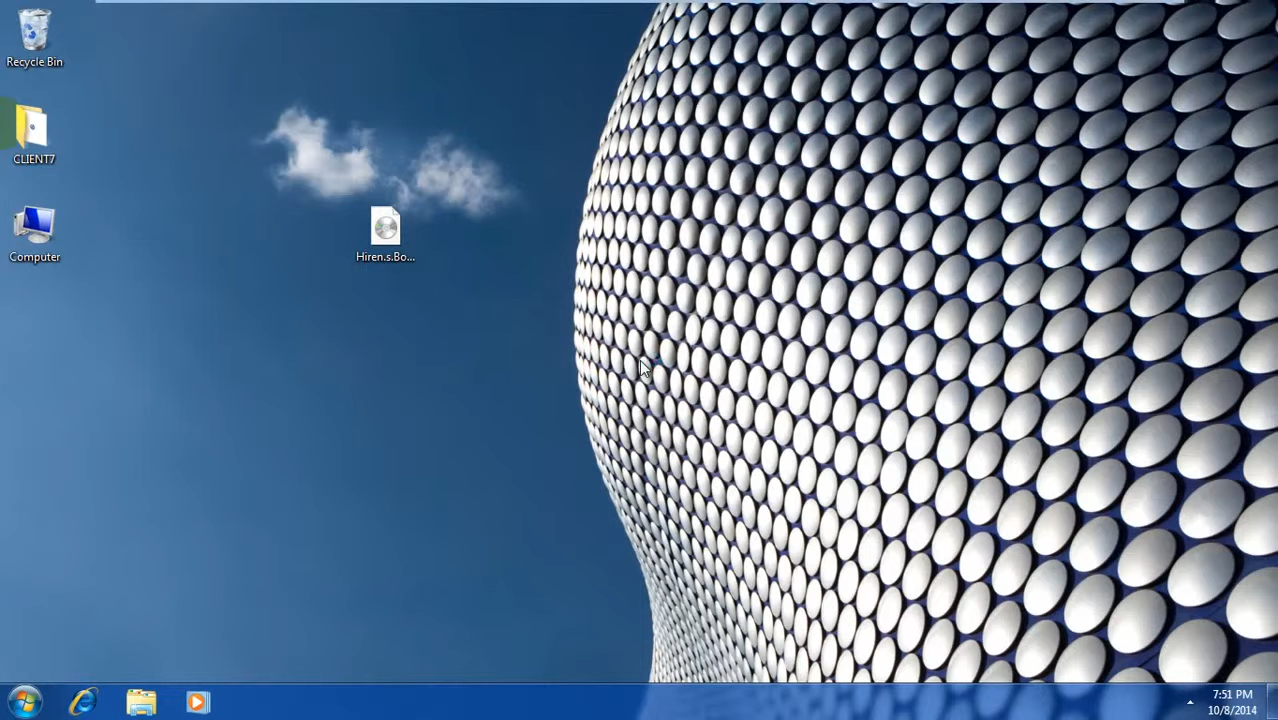 Recycle Bin
CLIENT7
Computer
Hiren.s.Bo...
7:51 PM
10/8/2014